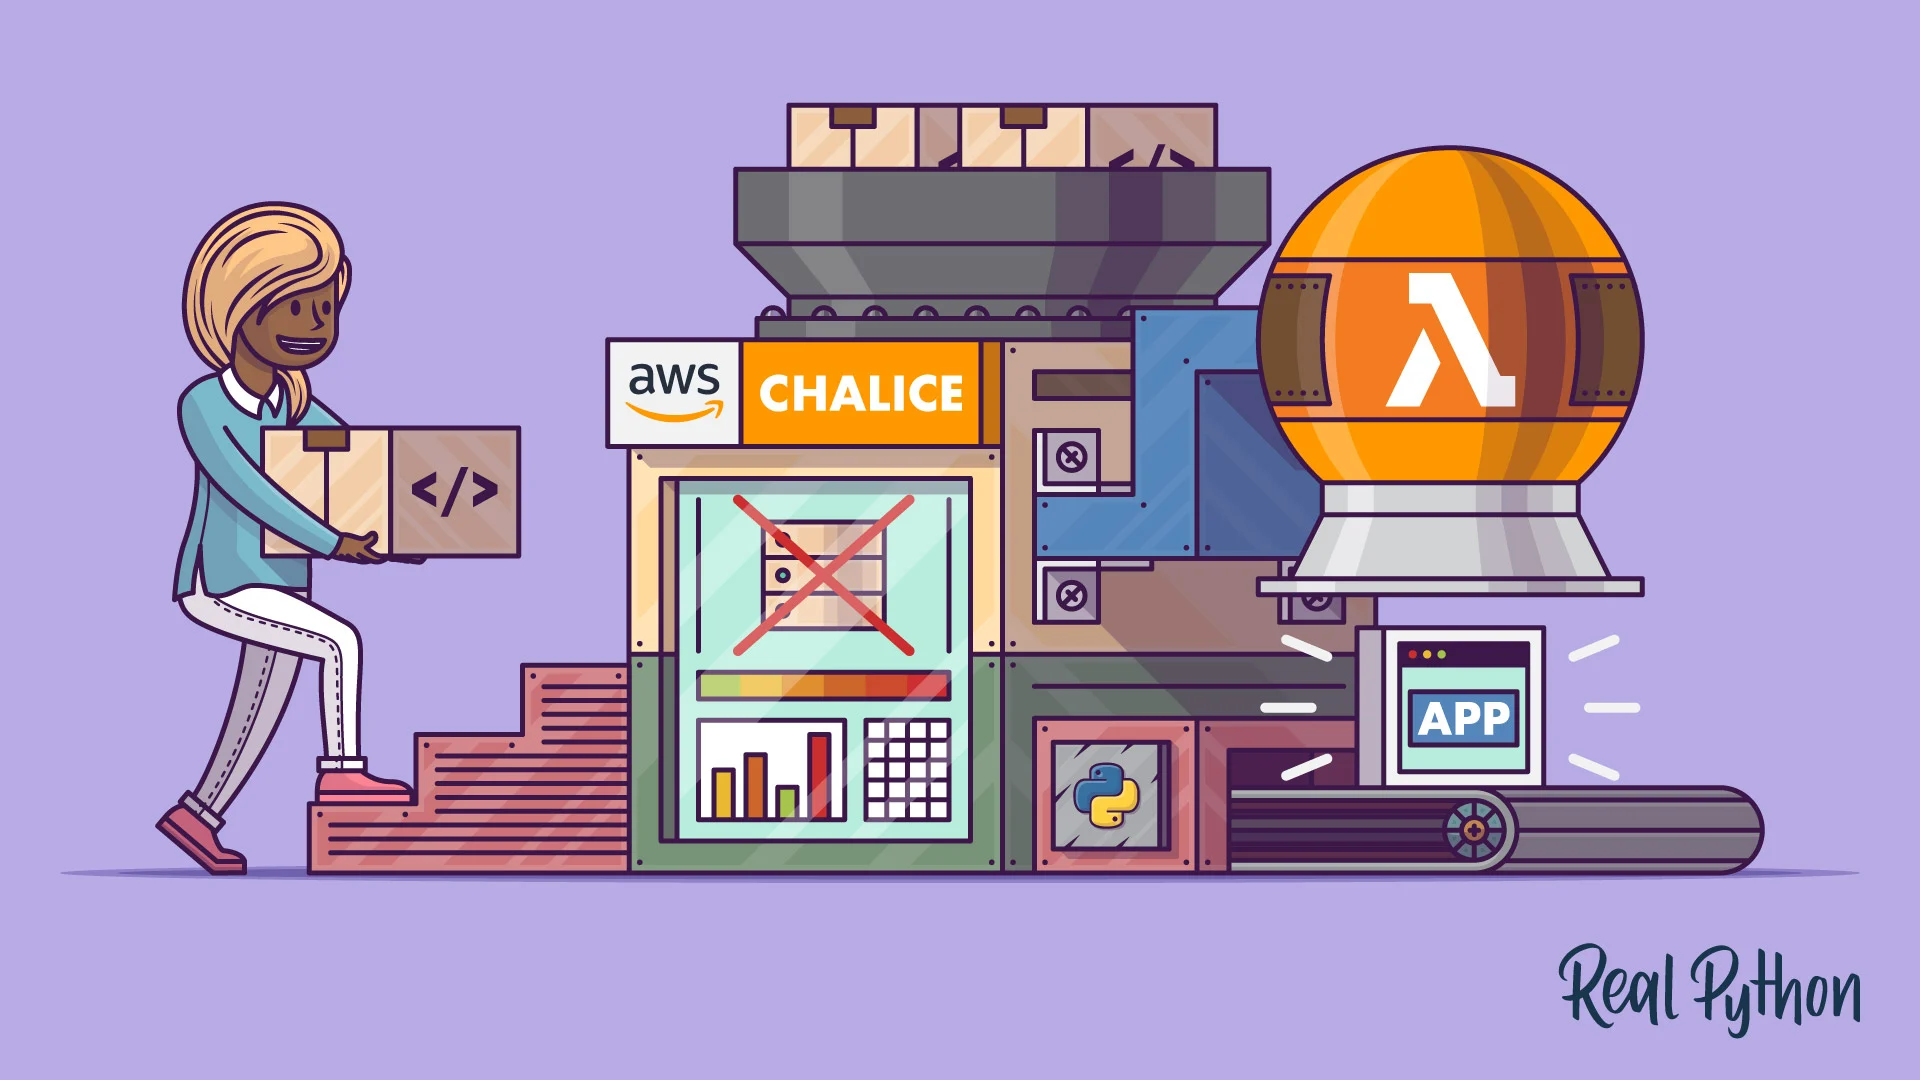 </>
</>
aws
CHALICE
λ
</>
APP
Real Python